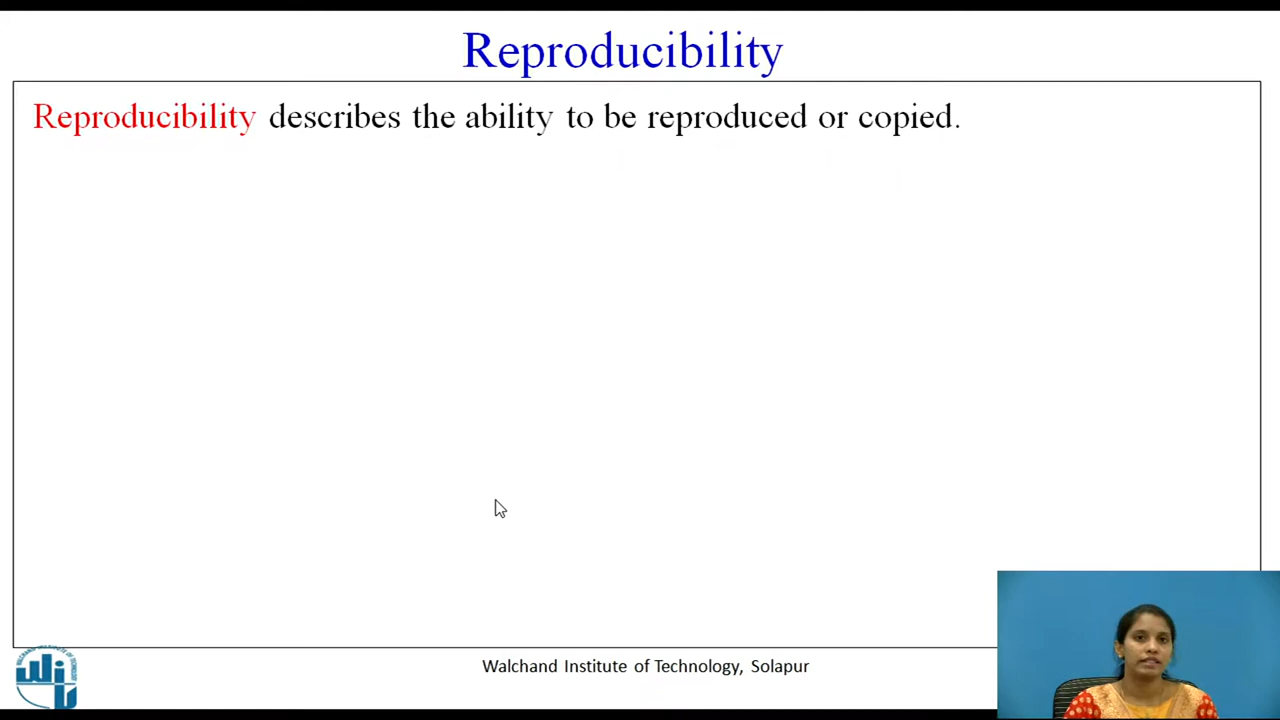 Reproducibility
Reproducibility describes the ability to be reproduced or copied.
Walchand Institute of Technology, Solapur